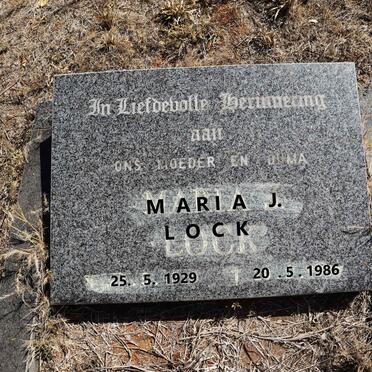 In Liefdevolle Herinnering
aan
ONS MOEDER EN OUMA
MARIA J.
LOCK
25. 5. 1929 † 20 . 5 . 1986